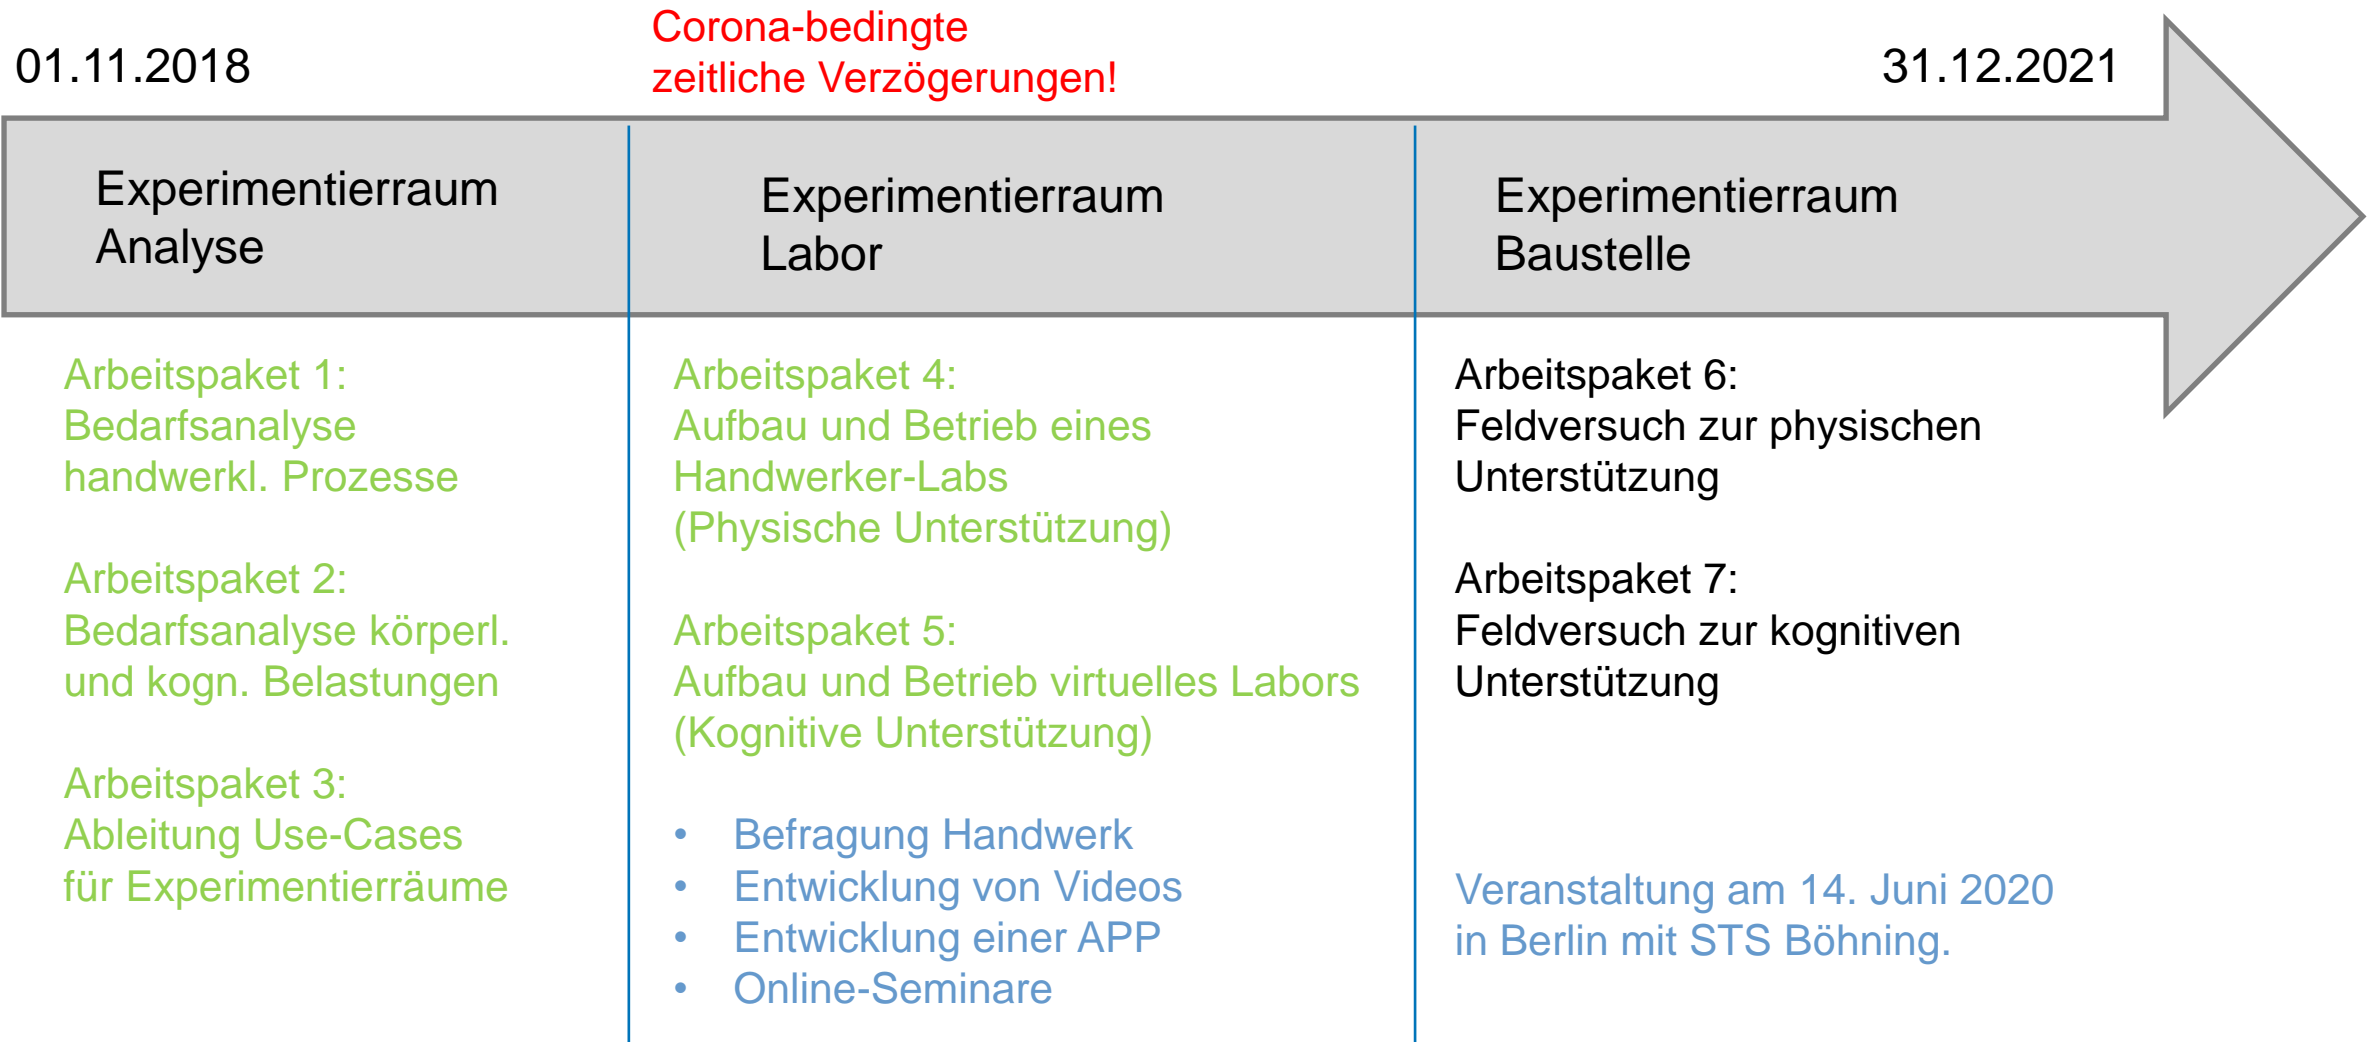 01.11.2018
Corona-bedingte
zeitliche Verzögerungen!
31.12.2021
Experimentierraum
Analyse
Experimentierraum
Labor
Experimentierraum
Baustelle
Arbeitspaket 1:
Bedarfsanalyse
handwerkl. Prozesse
Arbeitspaket 2:
Bedarfsanalyse körperl.
und kogn. Belastungen
Arbeitspaket 3:
Ableitung Use-Cases
für Experimentierräume
Arbeitspaket 4:
Aufbau und Betrieb eines
Handwerker-Labs
(Physische Unterstützung)
Arbeitspaket 5:
Aufbau und Betrieb virtuelles Labors
(Kognitive Unterstützung)
• Befragung Handwerk
• Entwicklung von Videos
• Entwicklung einer APP
• Online-Seminare
Arbeitspaket 6:
Feldversuch zur physischen
Unterstützung
Arbeitspaket 7:
Feldversuch zur kognitiven
Unterstützung
Veranstaltung am 14. Juni 2020
in Berlin mit STS Böhning.